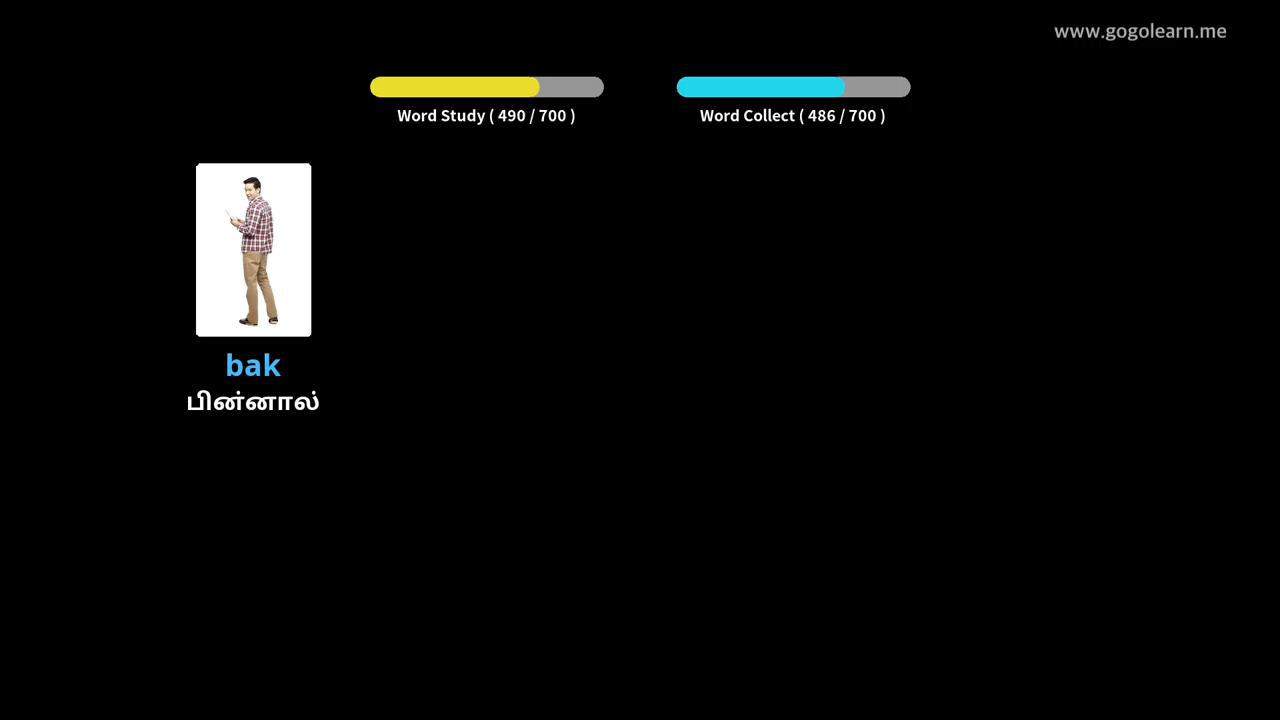 www.gogolearn.me
Word Study ( 490 / 700 )
Word Collect ( 486 / 700 )
bak
பின்னால்